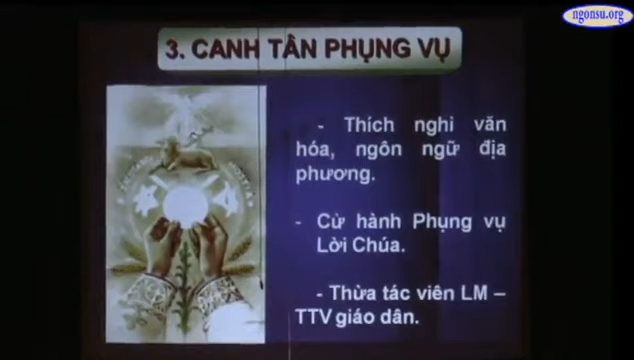 ngonsu.org
3. CANH TÂN PHỤNG VỤ
- Thích nghi văn
hóa, ngôn ngữ địa
phương.
- Cử hành Phụng vụ
Lời Chúa.
- Thừa tác viên LM –
TTV giáo dân.